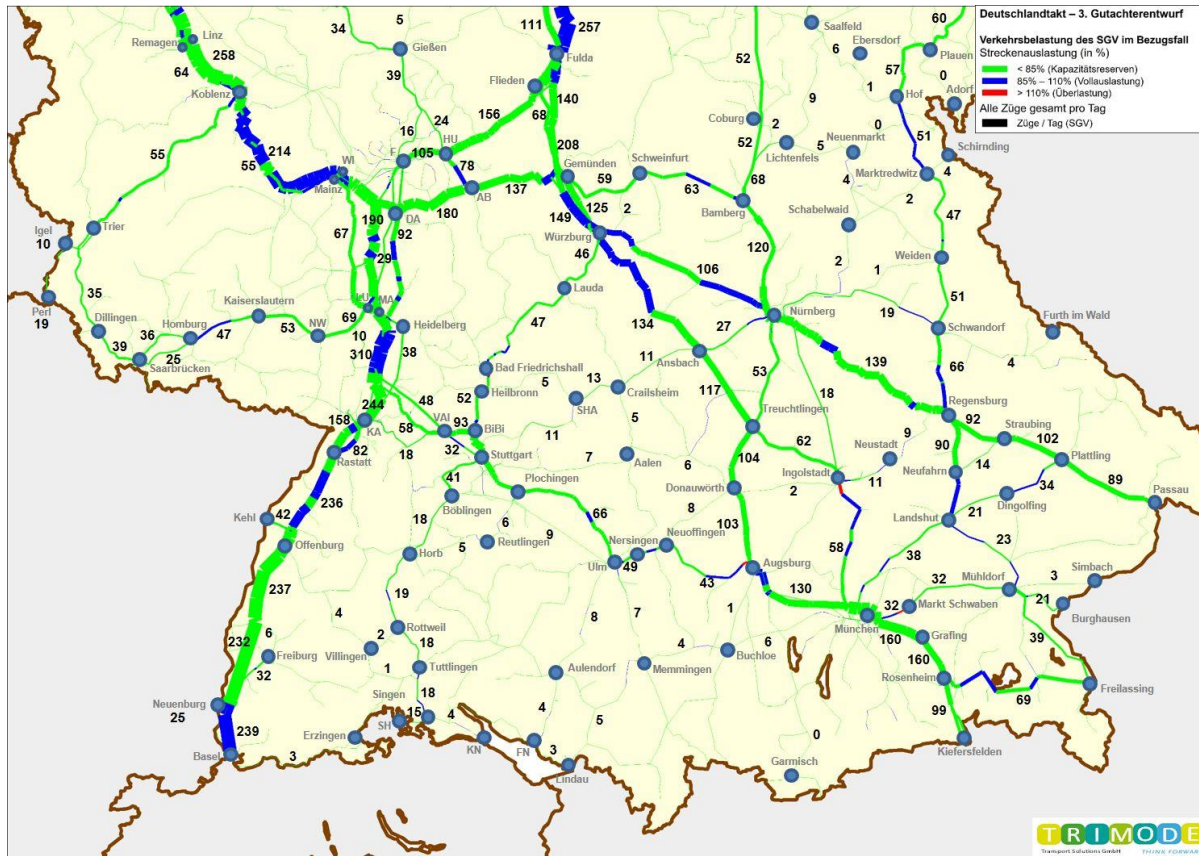 Deutschlandtakt – 3. Gutachterentwurf
Verkehrsbelastung des SGV im Bezugsfall
Streckenauslastung (in %)
< 85% (Kapazitätsreserven)
85% – 110% (Vollauslastung)
> 110% (Überlastung)
Alle Züge gesamt pro Tag
Züge / Tag (SGV)
34 5 111 257 Saalfeld 60
Linz Remagen 258 Gießen Fulda 52 6 Ebersdorf Plauen
64 39 Flieden 57 0
Koblenz 140 9 1 Hof Adorf
156 68 Coburg 2
16 24 HU 52 Neuenmarkt 0
214 F 105 208 Lichtenfels 5 51 Schirnding
55 55 WI 78 Gemünden Schweinfurt 4 Marktredwitz 4
Mainz 137 59 63 68
AB 125 2 Bamberg 2
190 DA 180 149 Schabelwaid 47
Trier 67 92 Würzburg 120
Igel 10 46 2 Weiden
29 106 1
35 Lauda 51
Perl 19 Kaiserslautern LU MA
Dillingen 69 47 134 27 Nürnberg 19 Schwandorf Furth im Wald
36 Homburg 47 53 NW 10 Heidelberg
39 25 310 38 11 Ansbach 139 4
Saarbrücken Bad Friedrichshall 53 66
5 13 Crailsheim 117
244 48 52 Heilbronn SHA 18 Regensburg
158 VAI 93 BiBi 5 Treuchtlingen 92
KA 58 11 9 90 Straubing 102
82 18 32 Stuttgart 62 Neustadt
Rastatt 7 Aalen 6 104 14 Plattling
41 Plochingen Donauwörth Ingolstadt 11 Neufahrn
236 Böblingen 2 34 89
42 8 21 Dingolfing Passau
Kehl 18 6 66 103 Landshut
Offenburg 5 Reutlingen 9 Nersingen Neuoffingen 58 23
Horb Ulm 49 Augsburg 38
237 43 32 Mühldorf 3 Simbach
19 130 21
4 8 7 1 32 Markt Schwaben Burghausen
232 6 2 Rottweil München 39
Freiburg Villingen 18 4 Buchloe 6 160 Grafing
32 1 Tuttlingen Aulendorf Memmingen 160
Neuenburg Singen 18 Rosenheim Freilassing
25 SH 15 4 4 5 69
239 Erzingen KN FN 0 99
Basel 3 3 Lindau Garmisch Kiefersfelden
TRIMODE
Transport Solutions GmbH THINK FORWARD